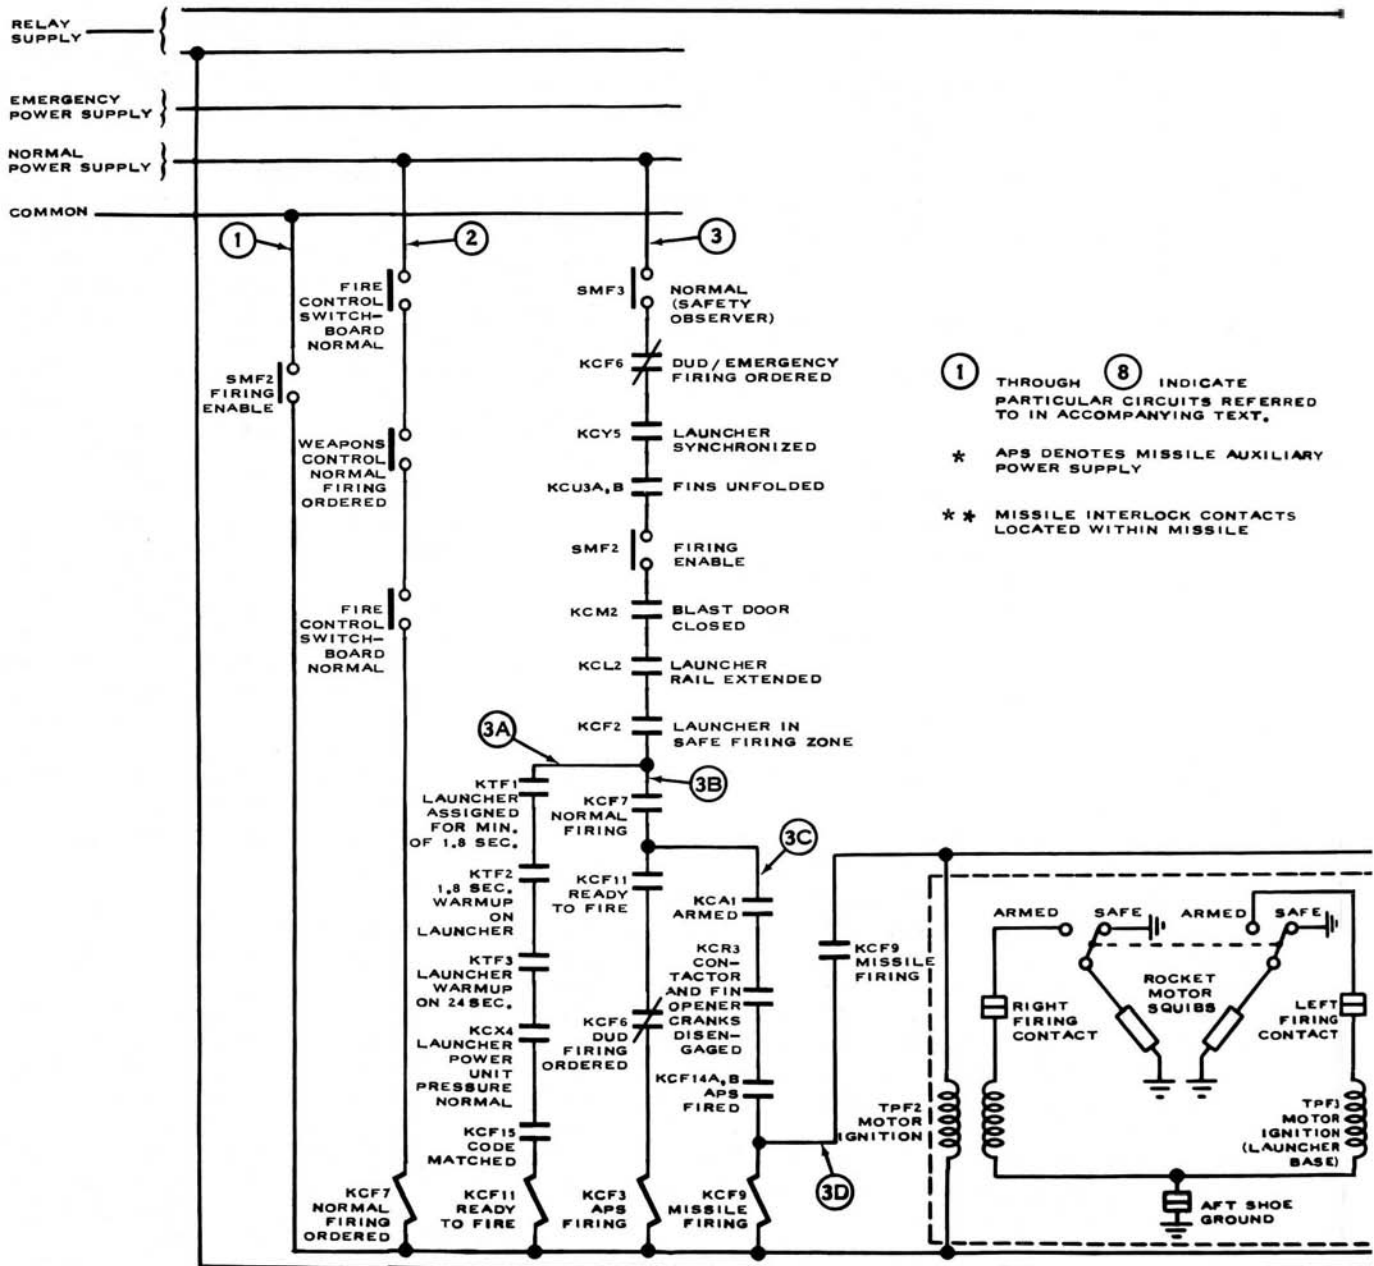 RELAY
SUPPLY
EMERGENCY
POWER SUPPLY
NORMAL
POWER SUPPLY
COMMON
1
2
3
FIRE
CONTROL
SWITCH-
BOARD
NORMAL
SMF2
FIRING
ENABLE
WEAPONS
CONTROL
NORMAL
FIRING
ORDERED
FIRE
CONTROL
SWITCH-
BOARD
NORMAL
SMF3 NORMAL
(SAFETY
OBSERVER)
KCF6 DUD/EMERGENCY
FIRING ORDERED
KCY5 LAUNCHER
SYNCHRONIZED
KCU3A,B FINS UNFOLDED
SMF2 FIRING
ENABLE
KCM2 BLAST DOOR
CLOSED
KCL2 LAUNCHER
RAIL EXTENDED
KCF2 LAUNCHER IN
SAFE FIRING ZONE
1 THROUGH 8 INDICATE
PARTICULAR CIRCUITS REFERRED
TO IN ACCOMPANYING TEXT.
* APS DENOTES MISSILE AUXILIARY
POWER SUPPLY
** MISSILE INTERLOCK CONTACTS
LOCATED WITHIN MISSILE
3A
3B
3C
3D
KTF1
LAUNCHER
ASSIGNED
FOR MIN.
OF 1.8 SEC.
KTF2
1.8 SEC.
WARMUP
ON
LAUNCHER
KTF3
LAUNCHER
WARMUP
ON 24SEC.
KCX4
LAUNCHER
POWER
UNIT
PRESSURE
NORMAL
KCF15
CODE
MATCHED
KCF7
NORMAL
FIRING
KCF11
READY
TO FIRE
KCF6
DUD
FIRING
ORDERED
KCA1
ARMED
KCR3
CON-
TACTOR
AND FIN
OPENER
CRANKS
DISEN-
GAGED
KCF14A,B
APS
FIRED
KCF9
MISSILE
FIRING
KCF7
NORMAL
FIRING
ORDERED
KCF11
READY
TO FIRE
KCF3
APS
FIRING
KCF9
MISSILE
FIRING
TPF2
MOTOR
IGNITION
ARMED SAFE ARMED SAFE
ROCKET
MOTOR
SQUIBS
RIGHT
FIRING
CONTACT
LEFT
FIRING
CONTACT
TPF1
MOTOR
IGNITION
(LAUNCHER
BASE)
AFT SHOE
GROUND